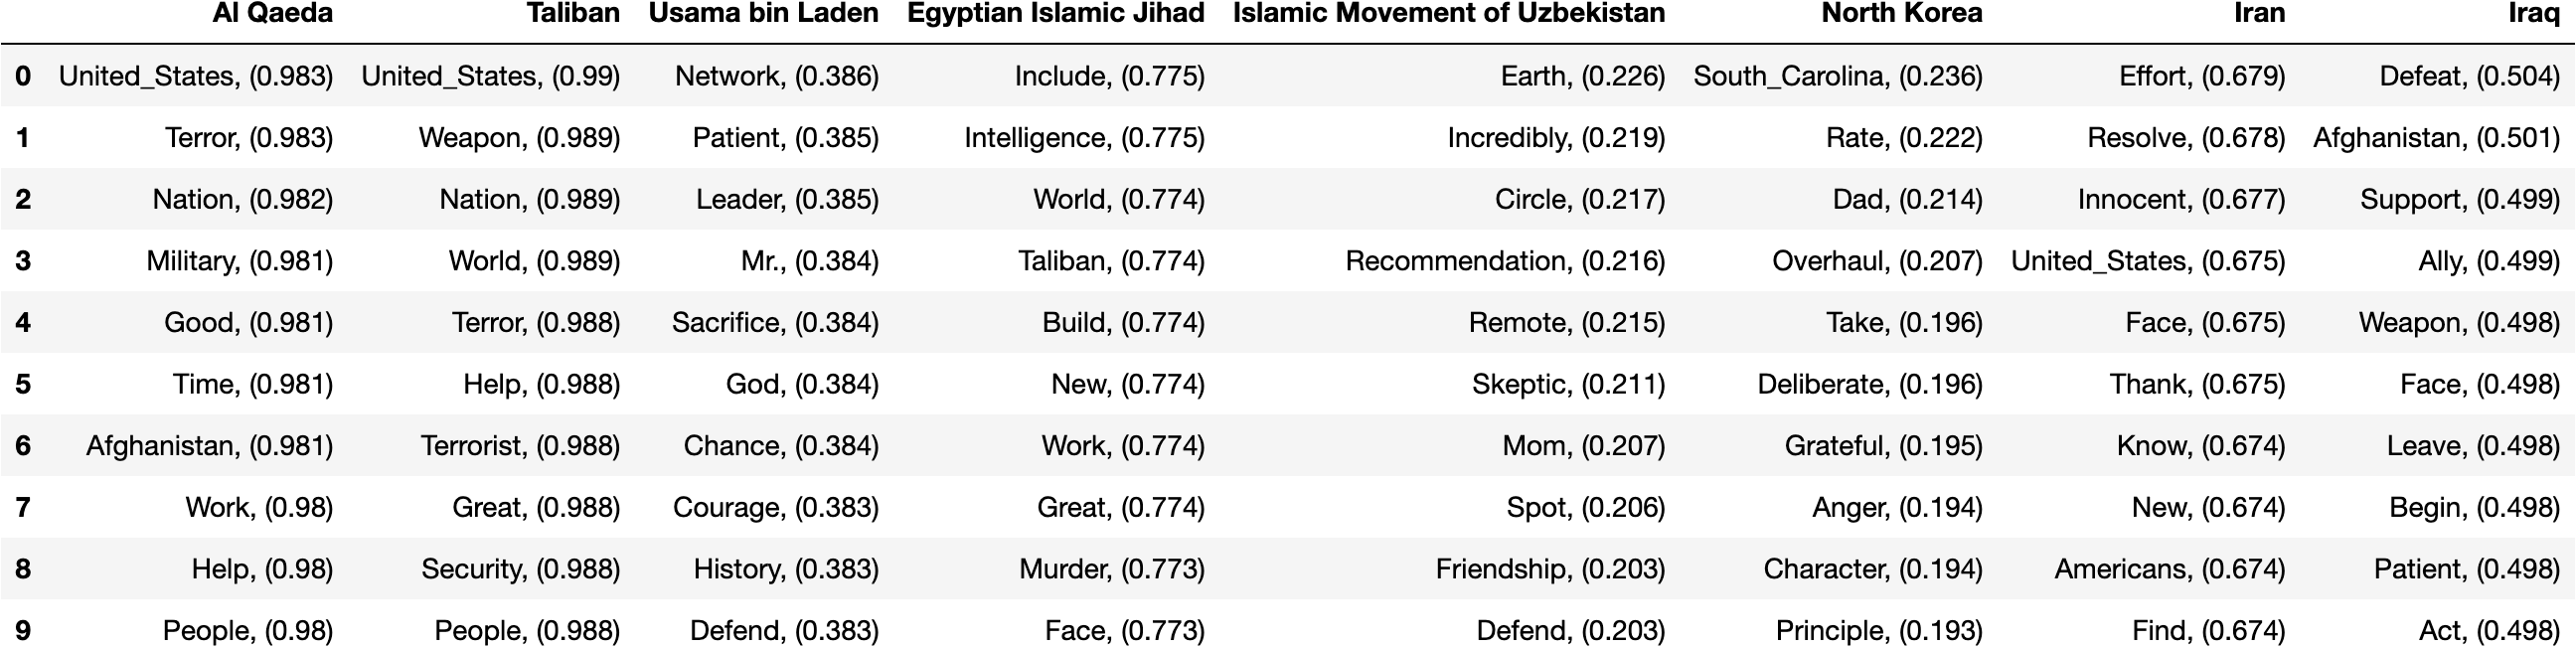 Al Qaeda Taliban Usama bin Laden Egyptian Islamic Jihad Islamic Movement of Uzbekistan North Korea Iran Iraq
0 United_States, (0.983) United_States, (0.99) Network, (0.386) Include, (0.775) Earth, (0.226) South_Carolina, (0.236) Effort, (0.679) Defeat, (0.504)
1 Terror, (0.983) Weapon, (0.989) Patient, (0.385) Intelligence, (0.775) Incredibly, (0.219) Rate, (0.222) Resolve, (0.678) Afghanistan, (0.501)
2 Nation, (0.982) Nation, (0.989) Leader, (0.385) World, (0.774) Circle, (0.217) Dad, (0.214) Innocent, (0.677) Support, (0.499)
3 Military, (0.981) World, (0.989) Mr., (0.384) Taliban, (0.774) Recommendation, (0.216) Overhaul, (0.207) United_States, (0.675) Ally, (0.499)
4 Good, (0.981) Terror, (0.988) Sacrifice, (0.384) Build, (0.774) Remote, (0.215) Take, (0.196) Face, (0.675) Weapon, (0.498)
5 Time, (0.981) Help, (0.988) God, (0.384) New, (0.774) Skeptic, (0.211) Deliberate, (0.196) Thank, (0.675) Face, (0.498)
6 Afghanistan, (0.981) Terrorist, (0.988) Chance, (0.384) Work, (0.774) Mom, (0.207) Grateful, (0.195) Know, (0.674) Leave, (0.498)
7 Work, (0.98) Great, (0.988) Courage, (0.383) Great, (0.774) Spot, (0.206) Anger, (0.194) New, (0.674) Begin, (0.498)
8 Help, (0.98) Security, (0.988) History, (0.383) Murder, (0.773) Friendship, (0.203) Character, (0.194) Americans, (0.674) Patient, (0.498)
9 People, (0.98) People, (0.988) Defend, (0.383) Face, (0.773) Defend, (0.203) Principle, (0.193) Find, (0.674) Act, (0.498)